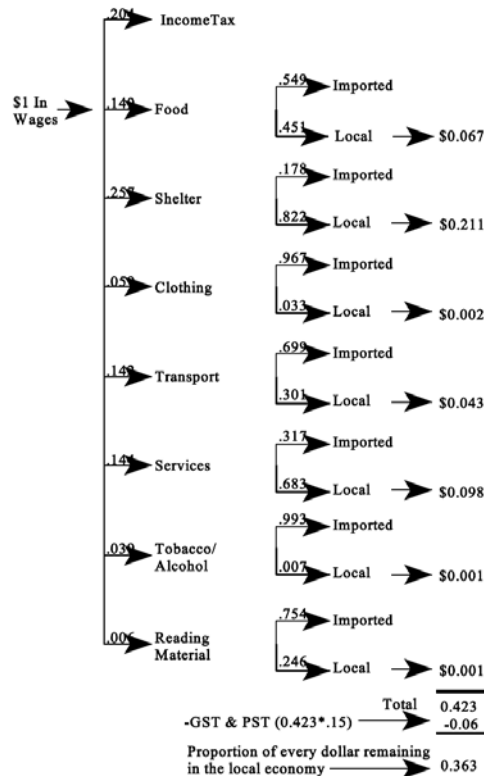 .204 IncomeTax
$1 In
Wages
.149 Food
.549 Imported
.451 Local $0.067
.257 Shelter
.178 Imported
.822 Local $0.211
.059 Clothing
.967 Imported
.033 Local $0.002
Transport
.699 Imported
.301 Local $0.043
.144 Services
.317 Imported
.683 Local $0.098
.039 Tobacco/
Alcohol
.993 Imported
.007 Local $0.001
.006 Reading
Material
.754 Imported
.246 Local $0.001
Total 0.423
-GST & PST (0.423*.15) -0.06
Proportion of every dollar remaining
in the local economy 0.363